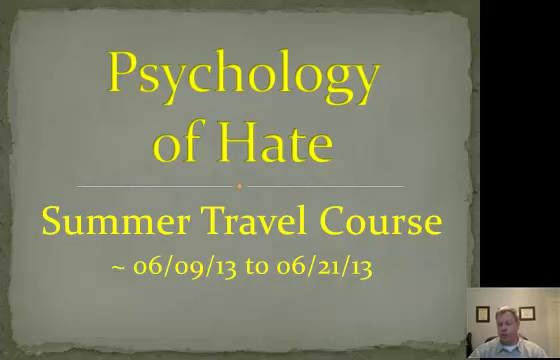 Psychology
of Hate
Summer Travel Course
~ 06/09/13 to 06/21/13